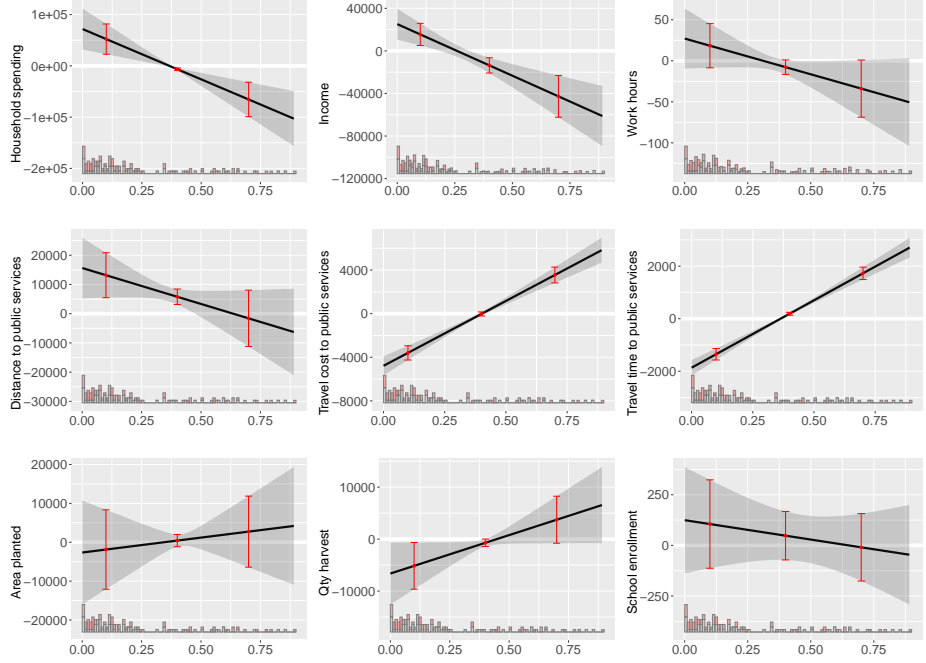 Household spending
1e+05
0e+00
−1e+05
−2e+05
0.00 0.25 0.50 0.75
Income
40000
0
−40000
−80000
−120000
0.00 0.25 0.50 0.75
Work hours
50
0
−50
−100
0.00 0.25 0.50 0.75
Distance to public services
20000
10000
0
−10000
−20000
−30000
0.00 0.25 0.50 0.75
Travel cost to public services
4000
0
−4000
−8000
0.00 0.25 0.50 0.75
Travel time to public services
2000
0
−2000
0.00 0.25 0.50 0.75
Area planted
20000
10000
0
−10000
−20000
0.00 0.25 0.50 0.75
Qty harvest
10000
0
−10000
0.00 0.25 0.50 0.75
School enrollment
250
0
−250
0.00 0.25 0.50 0.75